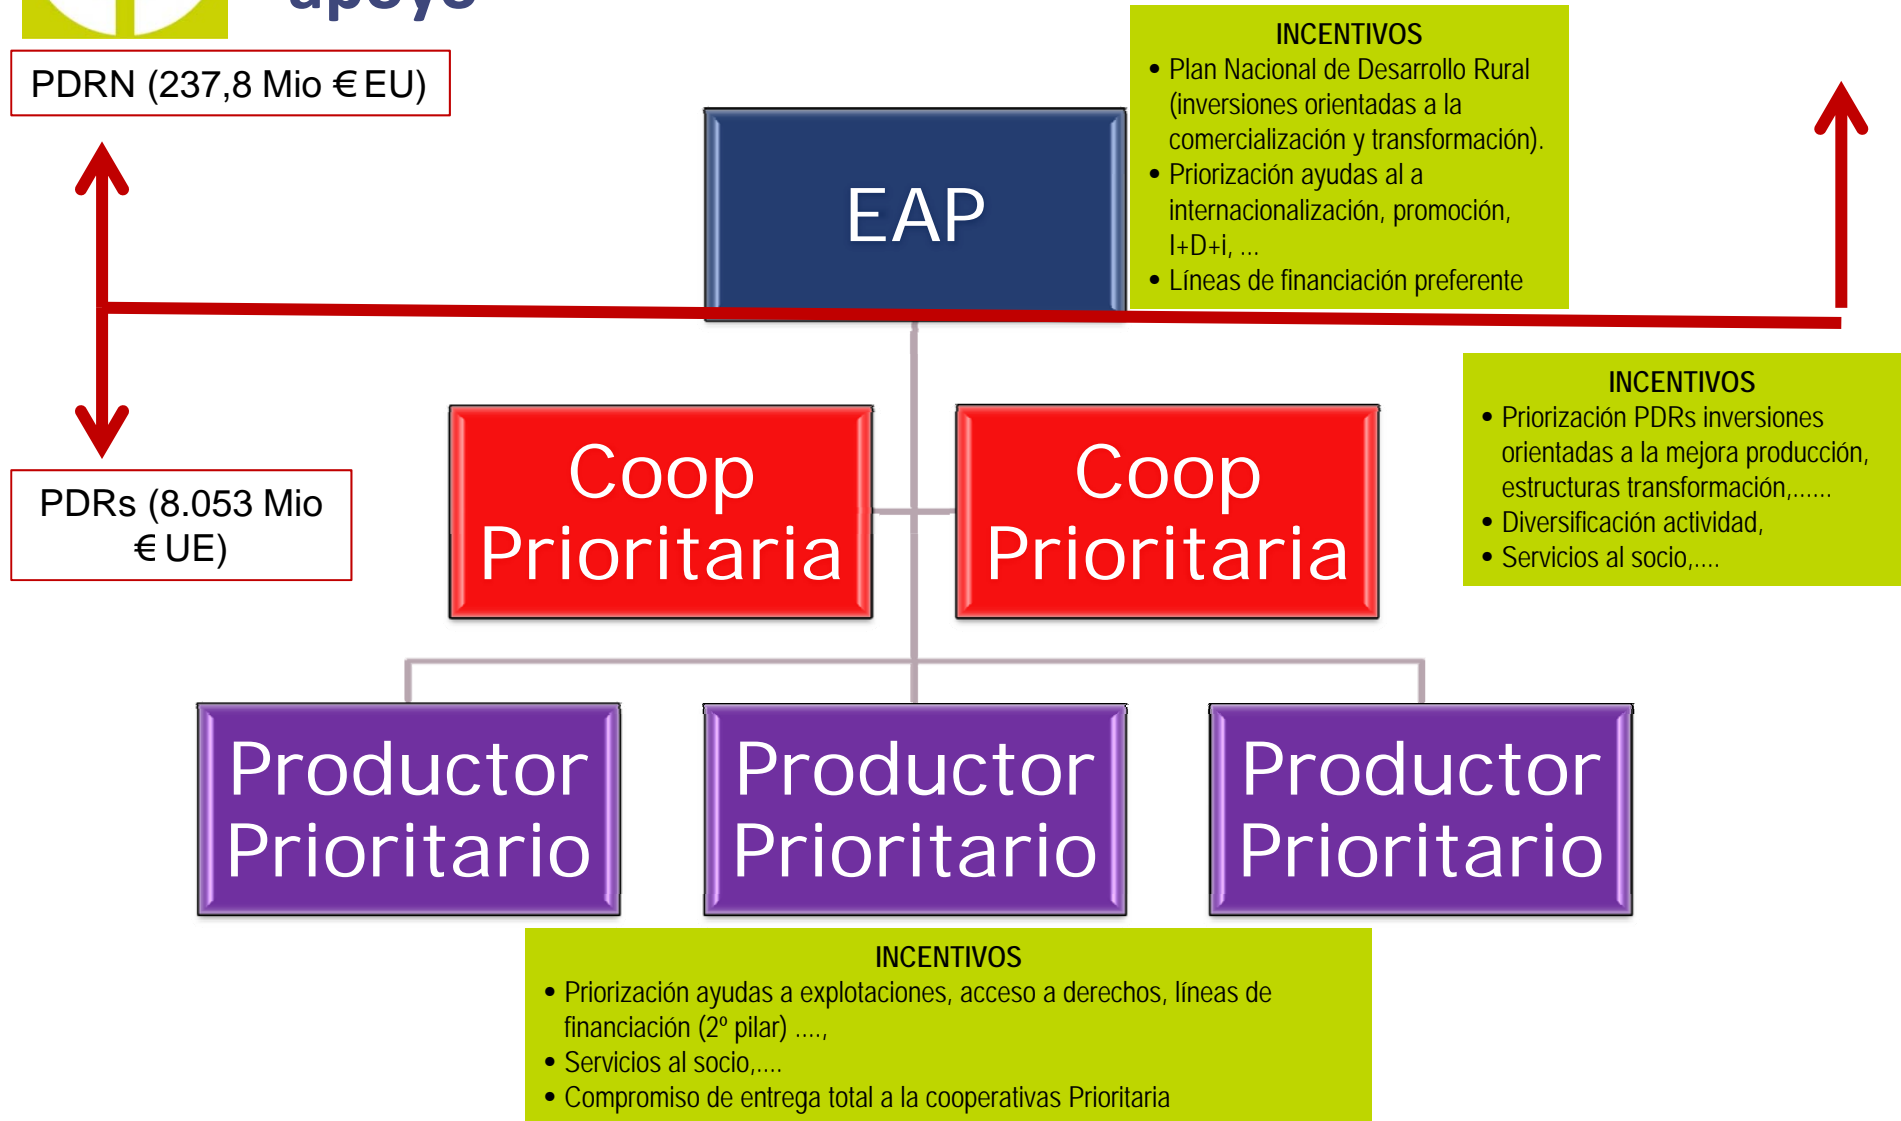 apoyo
PDRN (237,8 Mio € EU)
INCENTIVOS
• Plan Nacional de Desarrollo Rural
(inversiones orientadas a la
comercialización y transformación).
• Priorización ayudas al a
internacionalización, promoción,
I+D+i, ...
• Líneas de financiación preferente
EAP
INCENTIVOS
• Priorización PDRs inversiones
orientadas a la mejora producción,
estructuras transformación,......
• Diversificación actividad,
• Servicios al socio,....
PDRs (8.053 Mio
€ UE)
Coop
Prioritaria
Coop
Prioritaria
Productor
Prioritario
Productor
Prioritario
Productor
Prioritario
INCENTIVOS
• Priorización ayudas a explotaciones, acceso a derechos, líneas de
financiación (2º pilar) ....,
• Servicios al socio,....
• Compromiso de entrega total a la cooperativas Prioritaria